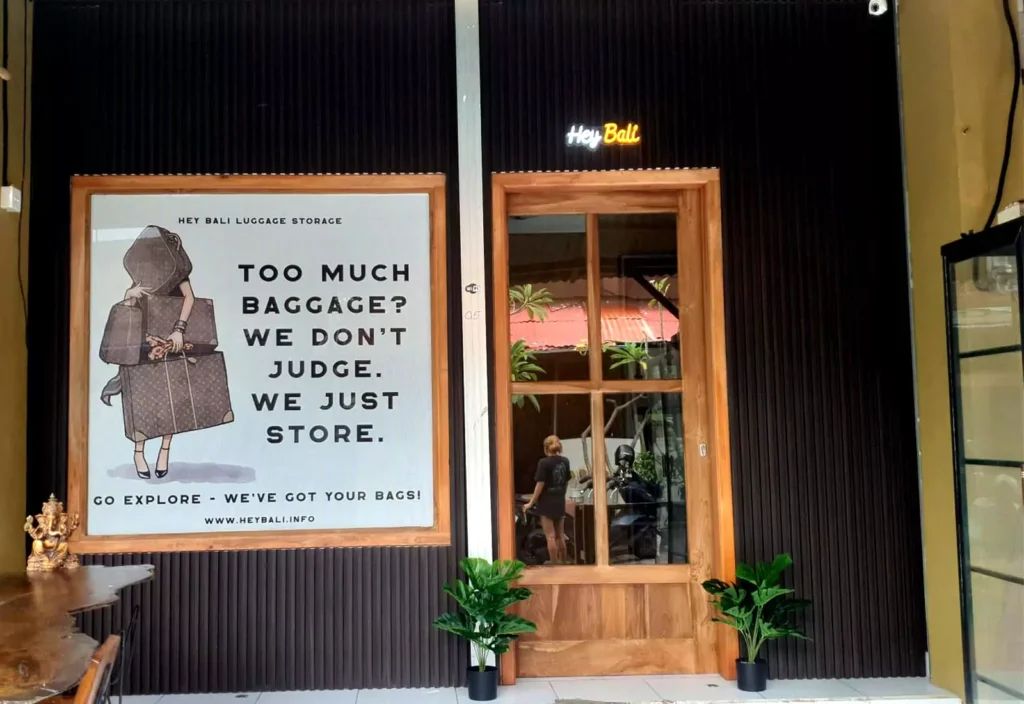 Hey Bali
HEY BALI LUGGAGE STORAGE
TOO MUCH
BAGGAGE?
WE DON'T
JUDGE.
WE JUST
STORE.
GO EXPLORE - WE'VE GOT YOUR BAGS!
WWW.HEYBALI.INFO